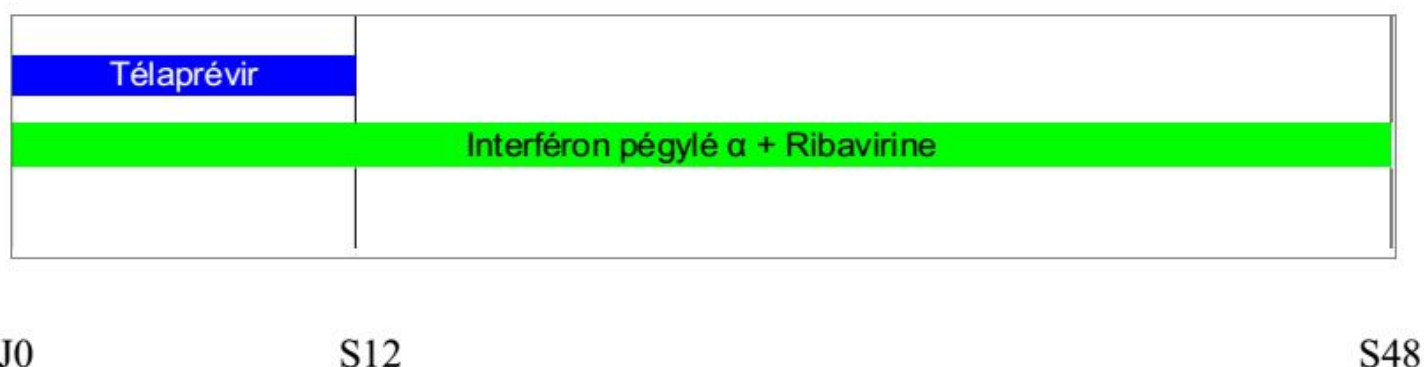 Télaprévir
Interféron pégylé α + Ribavirine
J0 S12 S48